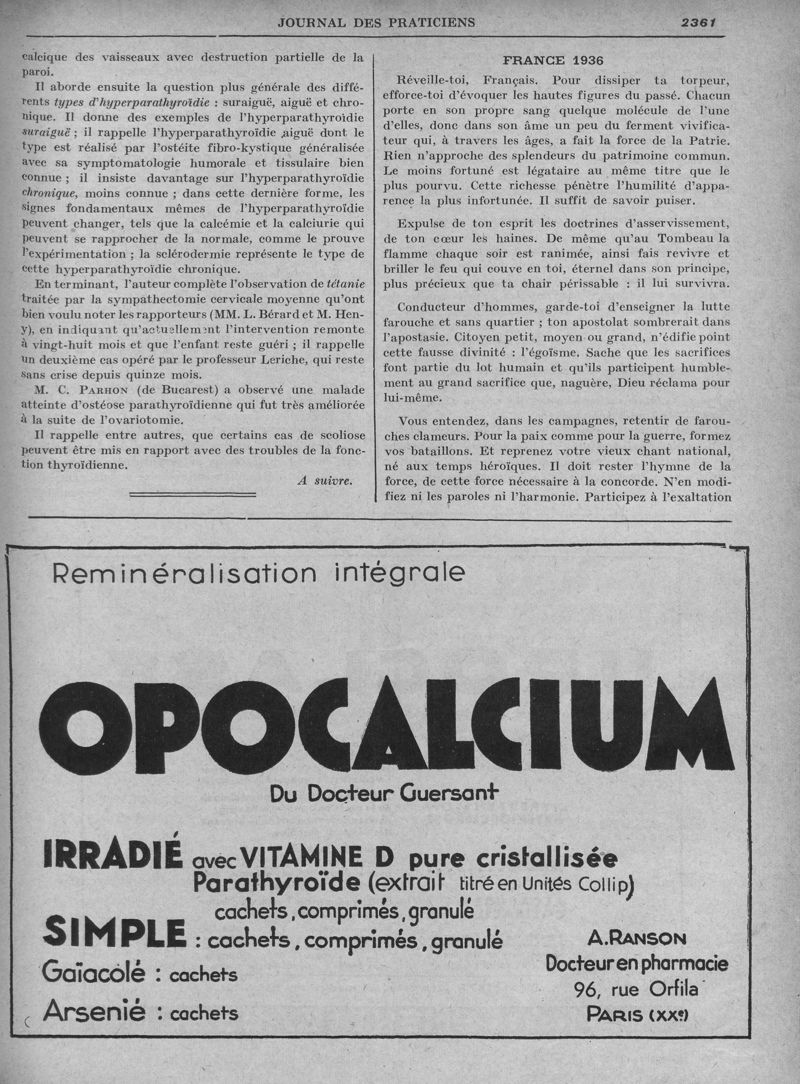 JOURNAL DES PRATICIENS 2361
calcique des vaisseaux avec destruction partielle de la
paroi.
Il aborde ensuite la question plus générale des diffé-
rents types d'hyperparathyroïdie : suraiguë, aiguë et chro-
nique. Il donne des exemples de l'hyperparathyroïdie
suraiguë ; il rappelle l'hyperparathyroïdie aiguë dont le
type est réalisé par l'ostéite fibro-kystique généralisée
avec sa symptomatologie humorale et tissulaire bien
connue ; il insiste davantage sur l'hyperparathyroïdie
chronique, moins connue ; dans cette dernière forme, les
signes fondamentaux mêmes de l'hyperparathyroïdie
peuvent changer, tels que la calcémie et la calciurie qui
peuvent se rapprocher de la normale, comme le prouve
l'expérimentation ; la sclérodermie représente le type de
cette hyperparathyroïdie chronique.
En terminant, l'auteur complète l'observation de tétanie
traitée par la sympathectomie cervicale moyenne qu'ont
bien voulu noter les rapporteurs (MM. L. Bérard et M. Hen-
y), en indiquant qu'actuellement l'intervention remonte
à vingt-huit mois et que l'enfant reste guéri ; il rappelle
un deuxième cas opéré par le professeur Leriche, qui reste
sans crise depuis quinze mois.
M. C. PARHON (de Bucarest) a observé une malade
atteinte d'ostéose parathyroïdienne qui fut très améliorée
à la suite de l'ovariotomie.
Il rappelle entre autres, que certains cas de scoliose
peuvent être mis en rapport avec des troubles de la fonc-
tion thyroïdienne.
A suivre.
FRANCE 1936
Réveille-toi, Français. Pour dissiper ta torpeur,
efforce-toi d'évoquer les hautes figures du passé. Chacun
porte en son propre sang quelque molécule de l'une
d'elles, donc dans son âme un peu du ferment vivifica-
teur qui, à travers les âges, a fait la force de la Patrie.
Rien n'approche des splendeurs du patrimoine commun.
Le moins fortuné est légataire au même titre que le
plus pourvu. Cette richesse pénètre l'humilité d'appa-
rence la plus infortunée. Il suffit de savoir puiser.
Expulse de ton esprit les doctrines d'asservissement,
de ton cœur les haines. De même qu'au Tombeau la
flamme chaque soir est ranimée, ainsi fais revivre et
briller le feu qui couve en toi, éternel dans son principe,
plus précieux que ta chair périssable : il lui survivra.
Conducteur d'hommes, garde-toi d'enseigner la lutte
farouche et sans quartier ; ton apostolat sombrerait dans
l'apostasie. Citoyen petit, moyen ou grand, n'édifie point
cette fausse divinité : l'égoïsme. Sache que les sacrifices
font partie du lot humain et qu'ils participent humble-
ment au grand sacrifice que, naguère, Dieu réclama pour
lui-même.
Vous entendez, dans les campagnes, retentir de farou-
ches clameurs. Pour la paix comme pour la guerre, formez
vos bataillons. Et reprenez votre vieux chant national,
né aux temps héroïques. Il doit rester l'hymne de la
force, de cette force nécessaire à la concorde. N'en modi-
fiez ni les paroles ni l'harmonie. Participez à l'exaltation
Reminéralisation intégrale
OPOCALCIUM
Du Docteur Guersant
IRRADIÉ avec VITAMINE D pure cristallisée
Parathyroïde (extrait titré en Unités Collip)
cachets, comprimés, granulé
SIMPLE : cachets, comprimés, granulé
Gaïacolé : cachets
Arsenié : cachets
A. RANSON
Docteur en pharmacie
96, rue Orfila
PARIS (XXe)